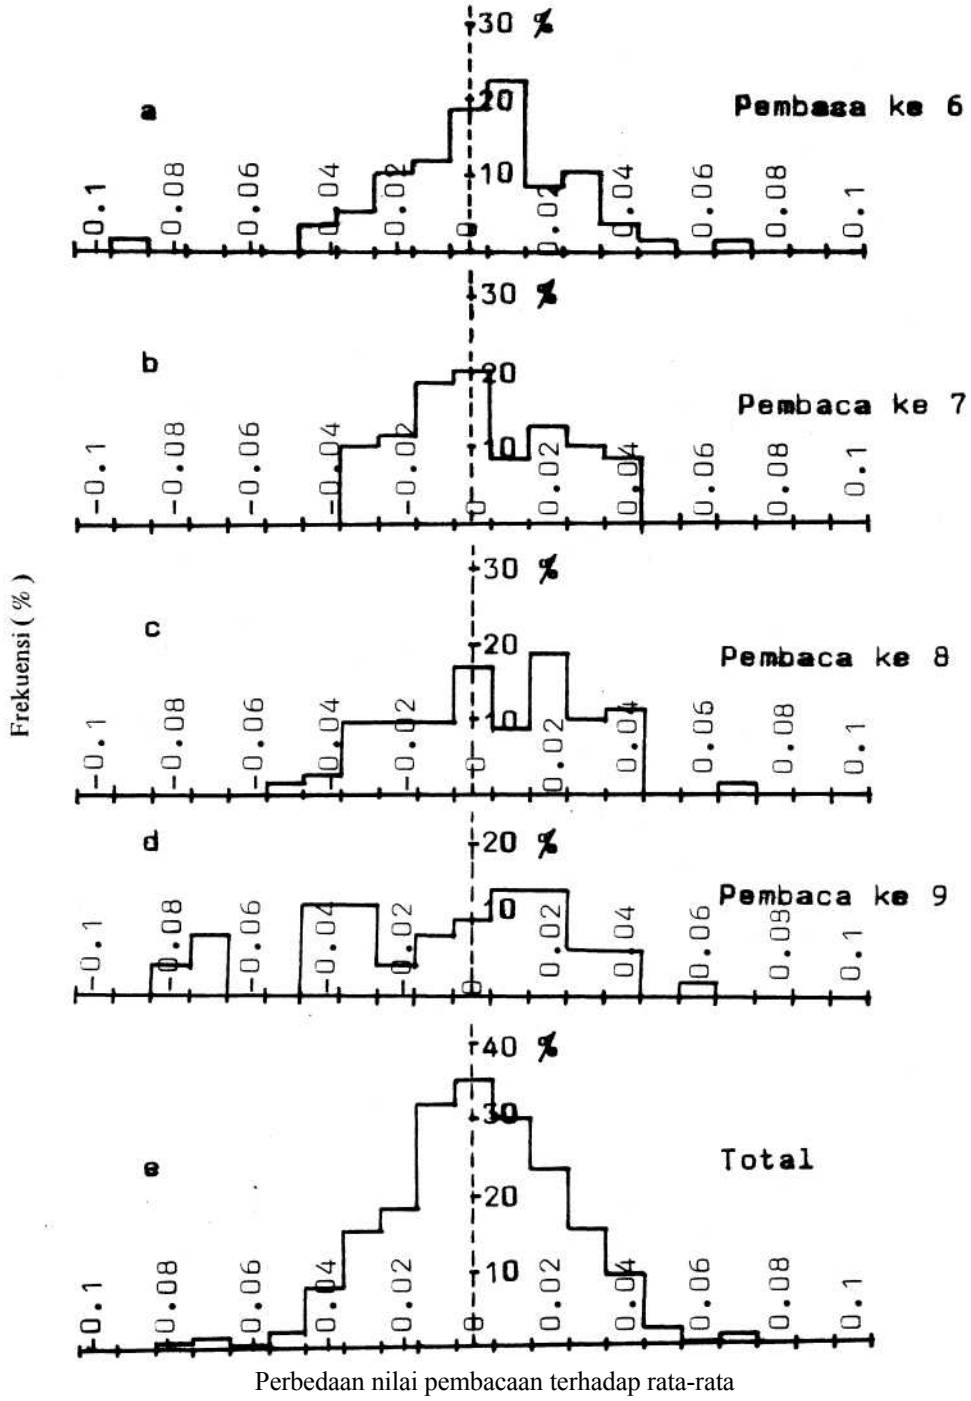 30 %
a
20
Pembaca ke 6
10
0.1 0.08 0.06 0.04 0.02 0 0.02 0.04 0.06 0.08 0.1
30 %
b
20
Pembaca ke 7
10
-0.1 -0.08 -0.06 -0.04 -0.02 0 0.02 0.04 0.06 0.08 0.1
30 %
c
20
Pembaca ke 8
10
-0.1 -0.08 -0.06 -0.04 -0.02 0 0.02 0.04 0.06 0.08 0.1
d
20 %
Pembaca ke 9
10
-0.1 -0.08 -0.06 -0.04 -0.02 0 0.02 0.04 0.06 0.08 0.1
40 %
30
e
Total
20
10
0.1 0.08 0.06 0.04 0.02 0 0.02 0.04 0.06 0.08 0.1
Frekuensi ( % )
Perbedaan nilai pembacaan terhadap rata-rata